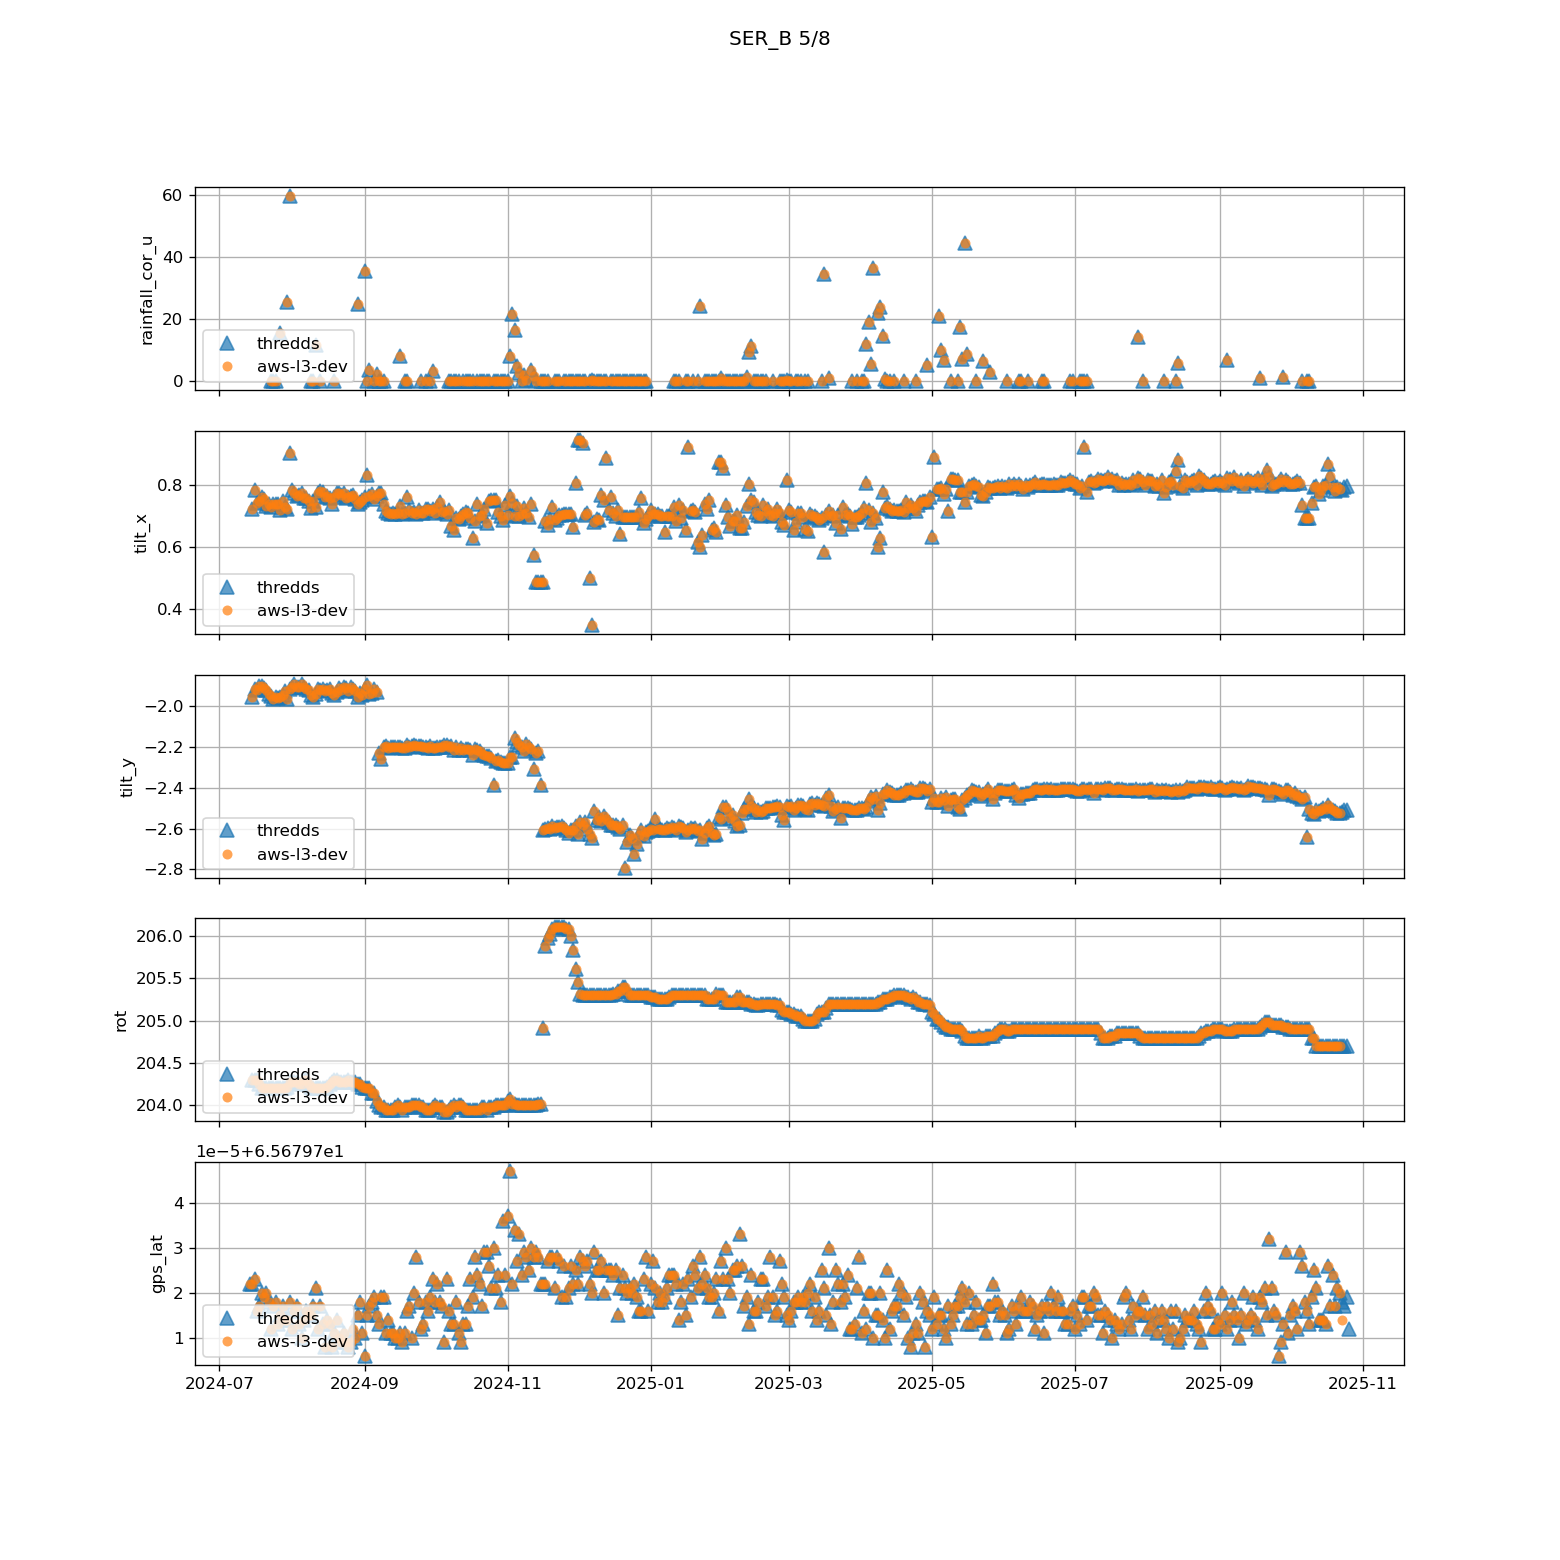 SER_B 5/8
60
40
20
0
rainfall_cor_u
thredds
aws-l3-dev
0.8
0.6
0.4
tilt_x
thredds
aws-l3-dev
−2.0
−2.2
−2.4
−2.6
−2.8
tilt_y
thredds
aws-l3-dev
206.0
205.5
205.0
204.5
204.0
rot
thredds
aws-l3-dev
1e−5+6.56797e1
4
3
2
1
gps_lat
thredds
aws-l3-dev
2024-07 2024-09 2024-11 2025-01 2025-03 2025-05 2025-07 2025-09 2025-11